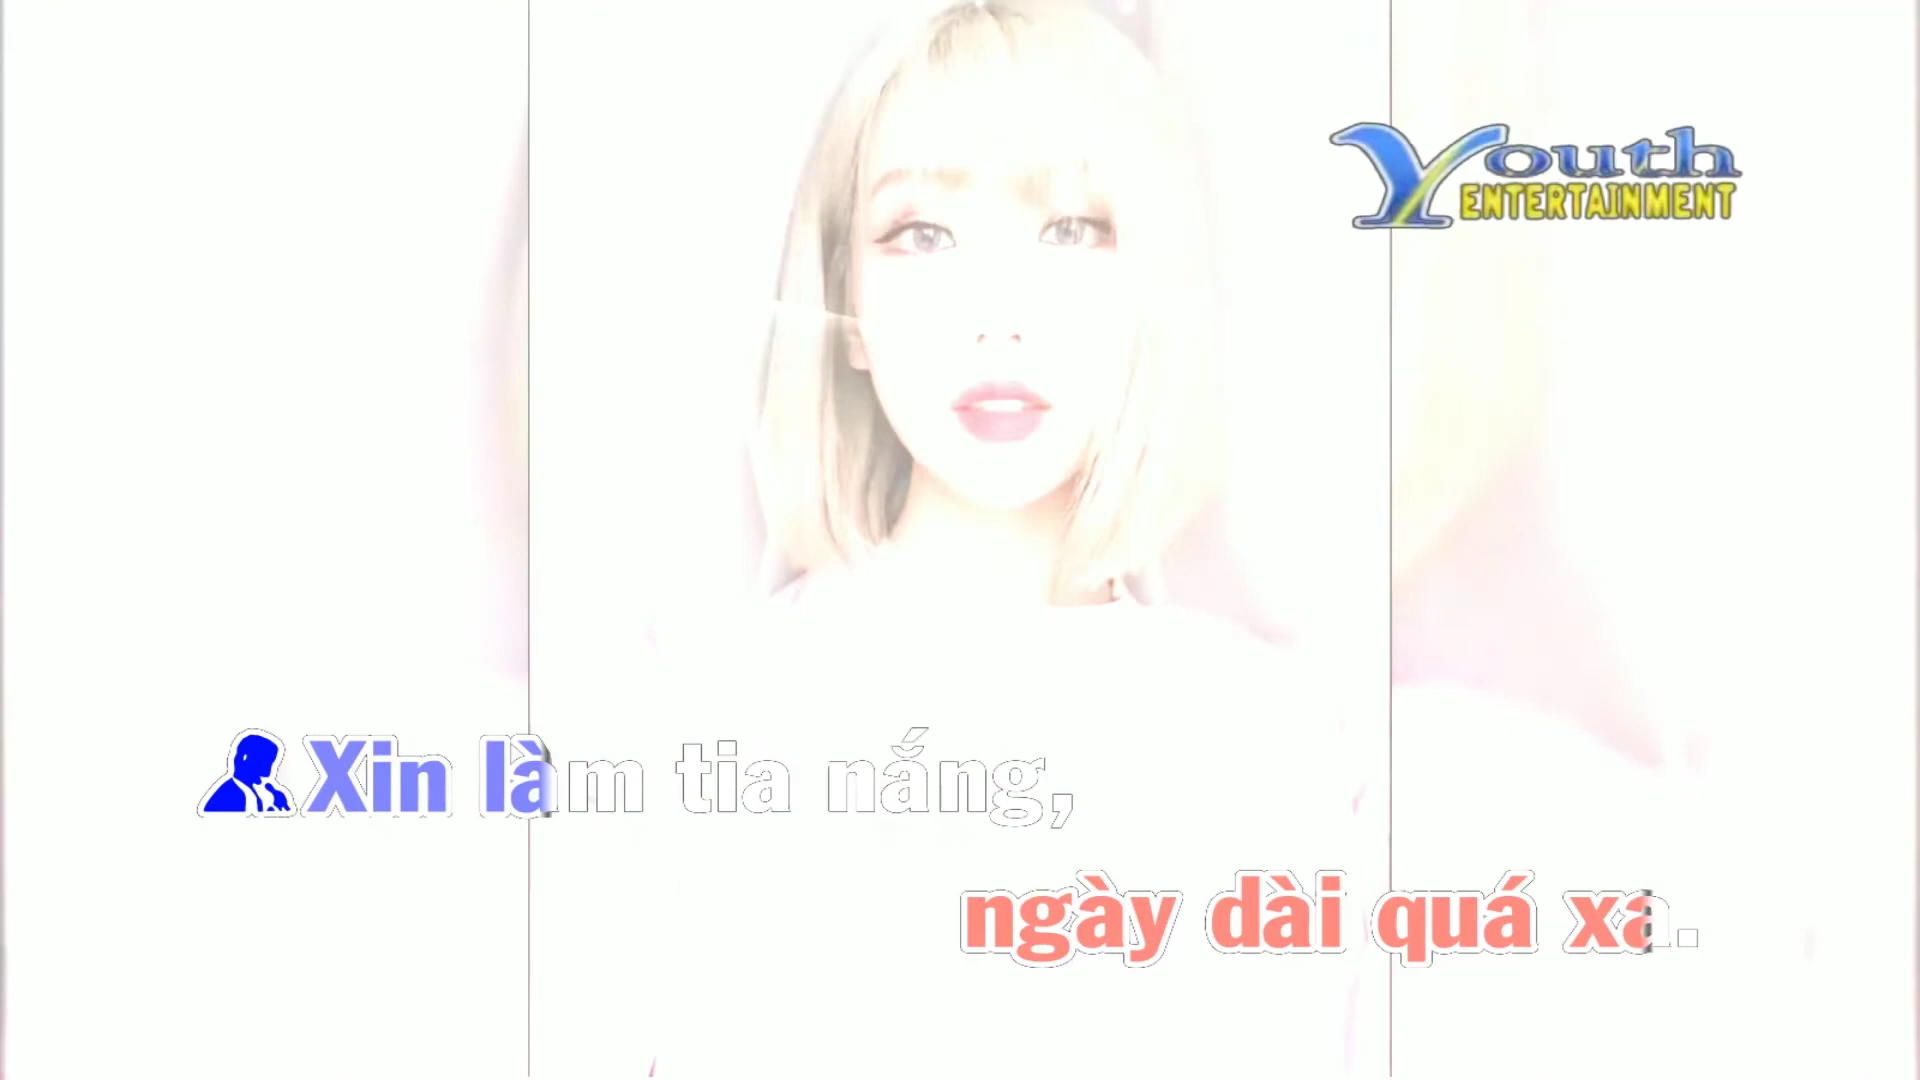 Youth
ENTERTAINMENT
Xin làm tia nắng,
ngày dài quá xa.